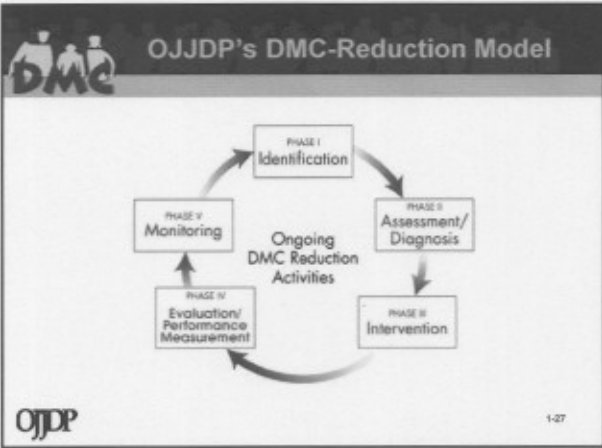 DMC
OJJDP's DMC-Reduction Model
PHASE I
Identification
PHASE II
Assessment/
Diagnosis
PHASE III
Intervention
PHASE IV
Evaluation/
Performance
Measurement
PHASE V
Monitoring
Ongoing
DMC Reduction
Activities
OJJDP
1-27